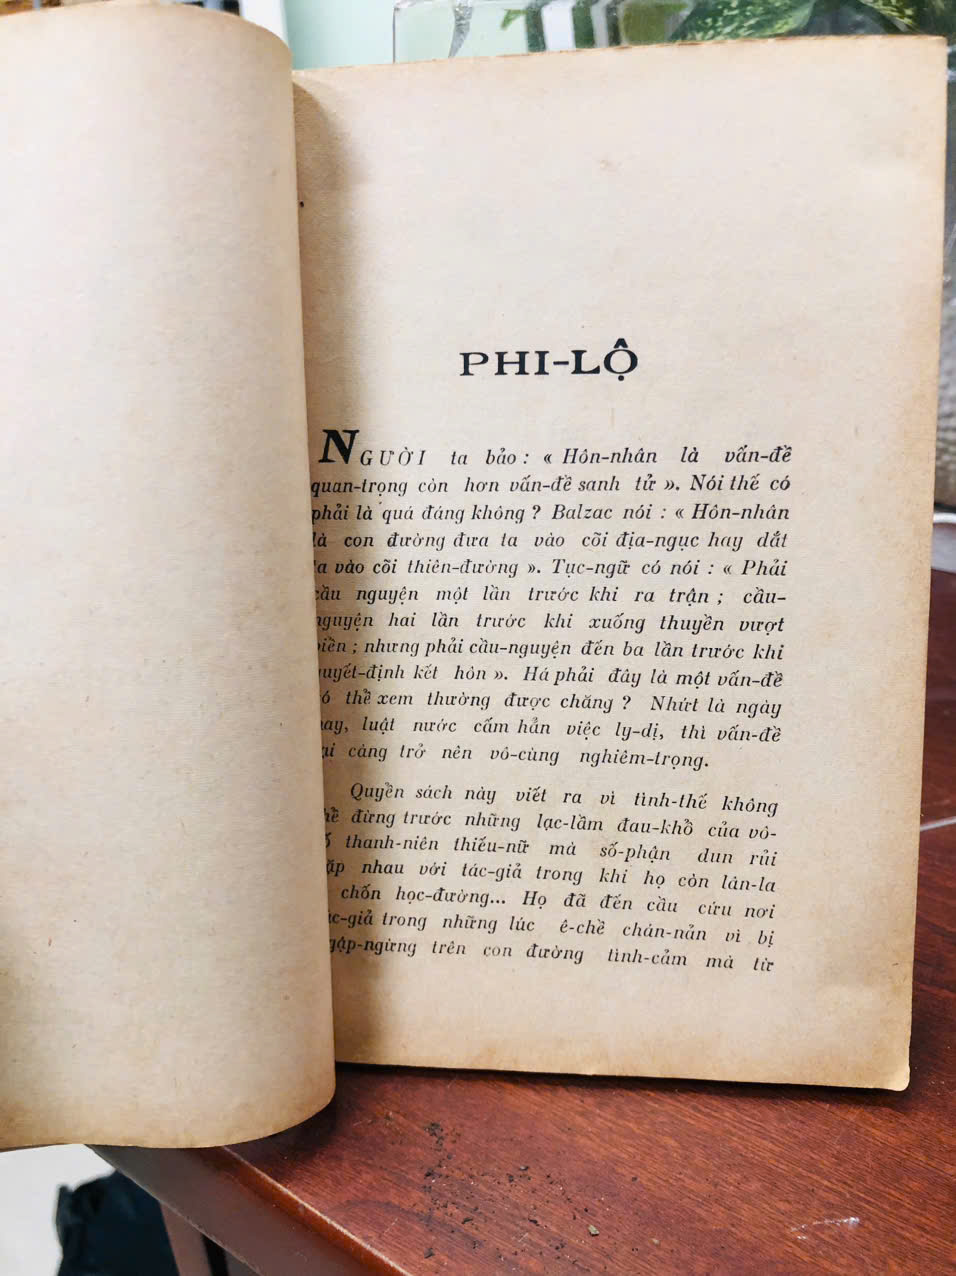 PHI-LỘ
NGƯỜI ta bảo : « Hôn-nhân là vấn-đề
quan-trọng còn hơn vấn-đề sanh tử ». Nói thế có
phải là quá đáng không ? Balzac nói : « Hôn-nhân
là con đường đưa ta vào cõi địa-ngục hay dắt
ta vào cõi thiên-đường ». Tục-ngữ có nói : « Phải
cầu nguyện một lần trước khi ra trận ; cầu-
nguyện hai lần trước khi xuống thuyền vượt
biển ; nhưng phải cầu-nguyện đến ba lần trước khi
quyết-định kết hôn ». Há phải đây là một vấn-đề
có thể xem thường được chăng ? Nhứt là ngày
nay, luật nước cấm hẳn việc ly-dị, thì vấn-đề
lại càng trở nên vô-cùng nghiêm-trọng.
Quyển sách này viết ra vì tình-thế không
đừng trước những lạc-lầm đau-khổ của vô-
số thanh-niên thiếu-nữ mà số-phận dun rủi
gặp nhau với tác-giả trong khi họ còn lân-la
chốn học-đường... Họ đã đến cầu cứu nơi
tác-giả trong những lúc ê-chề chán-nản vì bị
ngập-ngừng trên con đường tình-cảm mà từ